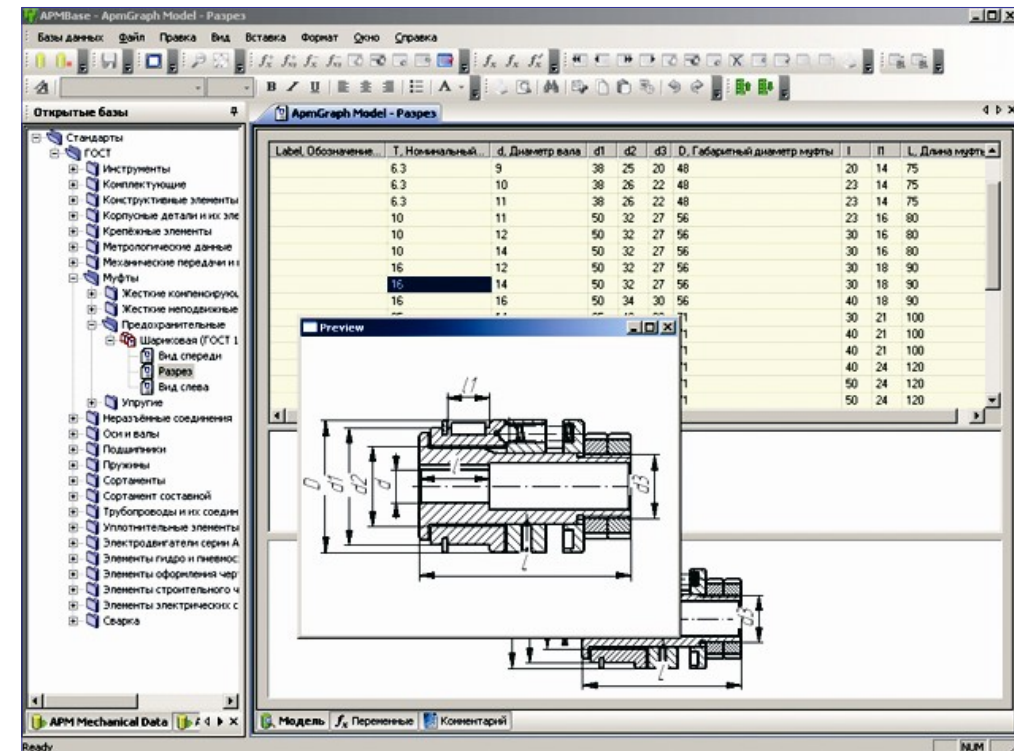 APMBase - ApmGraph Model - Разрез
Базы данных Файл Правка Вид Вставка Формат Окно Справка
Открытые базы
ApmGraph Model - Разрез
Стандарты
ГОСТ
Инструменты
Комплектующие
Конструктивные элементы
Корпусные детали и их эле
Крепёжные элементы
Метрологические данные
Механические передачи и
Муфты
Жесткие компенсирующ
Жесткие неподвижные
Предохранительные
Шариковая (ГОСТ 1
Вид спереди
Разрез
Вид слева
Упругие
Неразъёмные соединения
Оси и валы
Подшипники
Пружины
Сортаменты
Сортамент составной
Трубопроводы и их соедин
Уплотнительные элементы
Электродвигатели серии А
Элементы гидро и пневмос
Элементы оформления чер
Элементы строительного ч
Элементы электрических с
Сварка
Label, Обозначение... T, Номинальный... d, Диаметр вала d1 d2 d3 D, Габаритный диаметр муфты l l1 L, Длина муфты
6.3 9 38 25 20 48 20 14 75
6.3 10 38 26 22 48 23 14 75
6.3 11 38 26 22 48 23 14 75
10 11 50 32 27 56 23 16 80
10 12 50 32 27 56 30 16 80
10 14 50 32 27 56 30 16 80
16 12 50 32 27 56 30 18 90
16 14 50 32 27 56 30 18 90
16 16 50 34 30 56 40 18 90
71 30 21 100
71 40 21 100
71 40 21 100
71 40 24 120
71 50 24 120
71 50 24 120
Preview
l1
D d1 d2 d l d3
L
d3
L
APM Mechanical Data
Модель fx Переменные Комментарий
Ready NUM